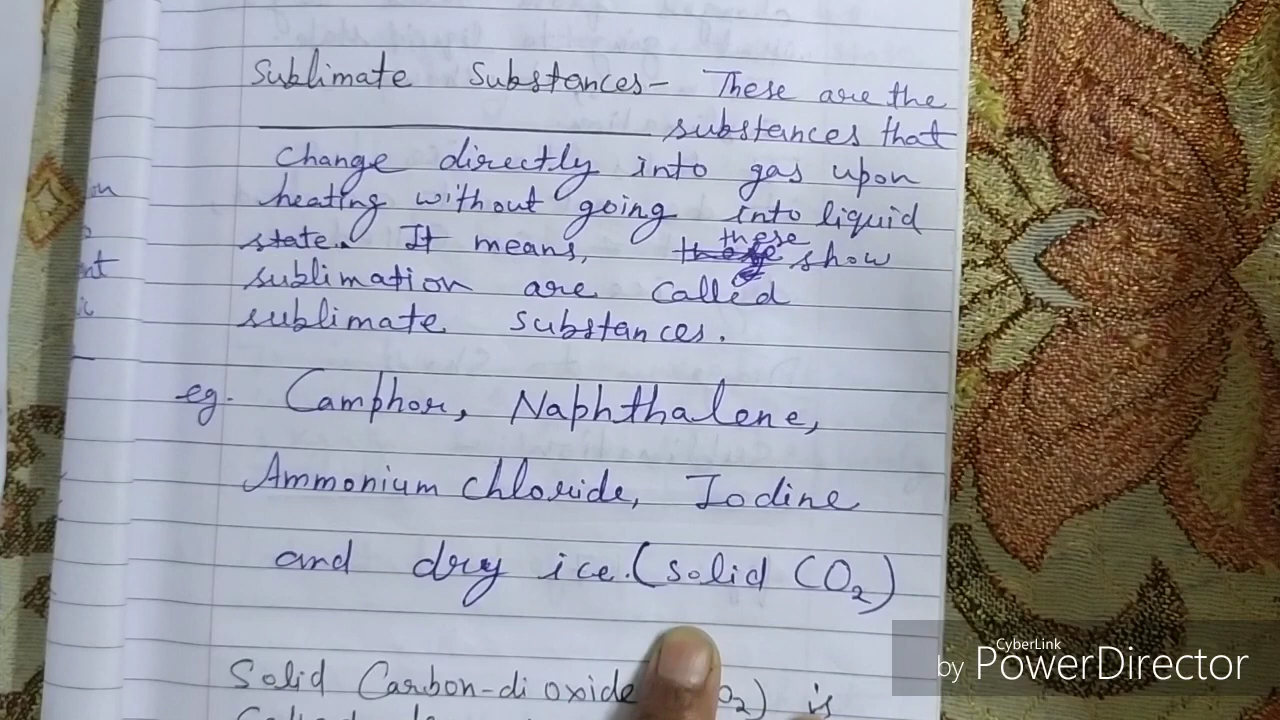 Sublimate Substances- These are the
substances that
change directly into gas upon
heating without going into liquid
state. It means, these show
sublimation are called
sublimate substances.
eg. Camphor, Naphthalene,
Ammonium chloride, Iodine
and dry ice. (solid CO₂)
Solid Carbon-di oxide O₂) is
CyberLink
by PowerDirector